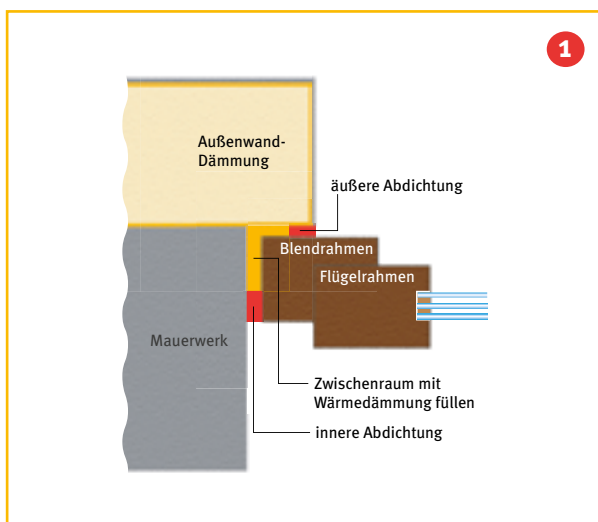 1
Außenwand-
Dämmung
äußere Abdichtung
Blendrahmen
Flügelrahmen
Mauerwerk
Zwischenraum mit
Wärmedämmung füllen
innere Abdichtung